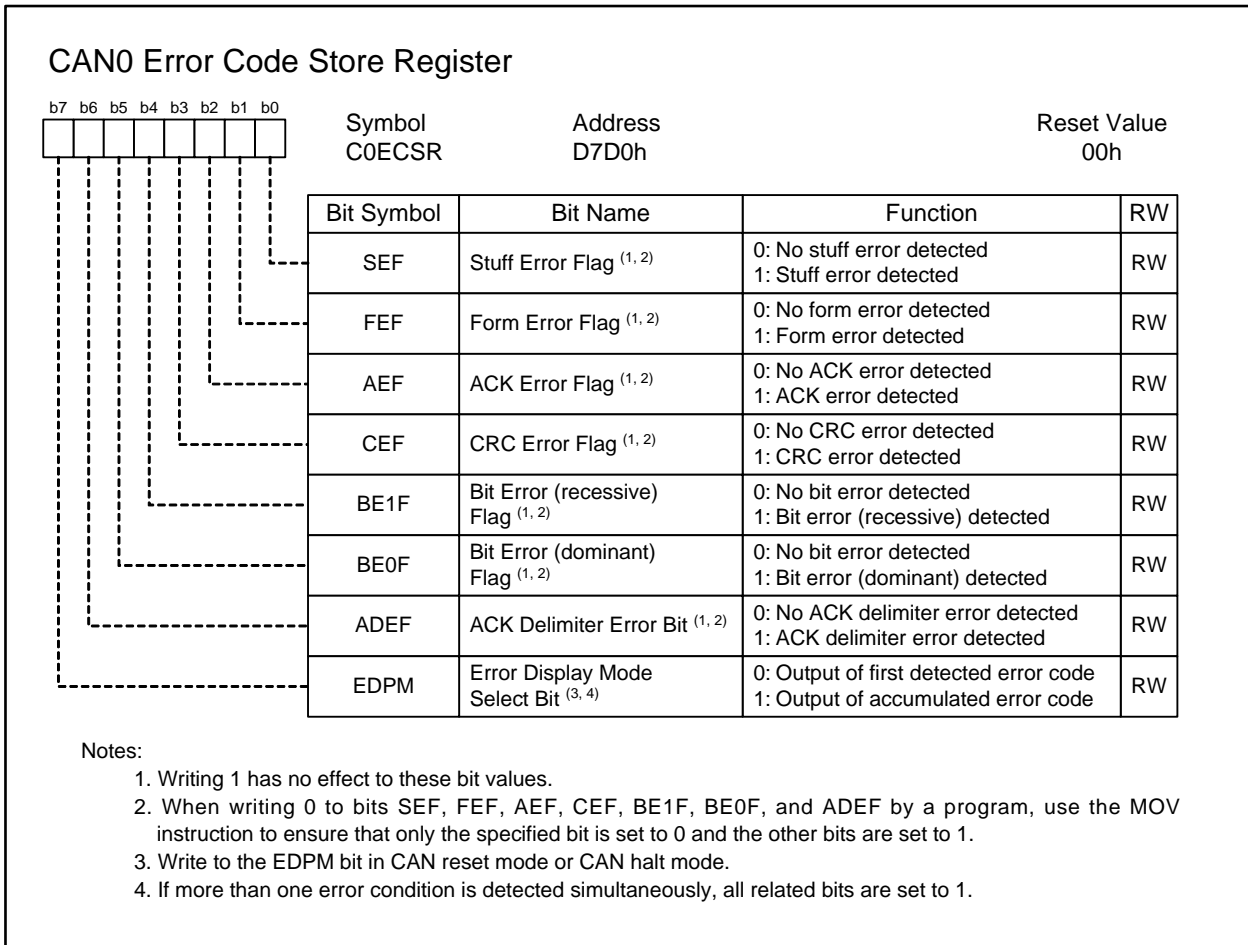 CAN0 Error Code Store Register
b7 b6 b5 b4 b3 b2 b1 b0
Symbol Address Reset Value
C0ECSR D7D0h 00h
Bit Symbol Bit Name Function RW
SEF Stuff Error Flag (1, 2) 0: No stuff error detected RW
1: Stuff error detected
FEF Form Error Flag (1, 2) 0: No form error detected RW
1: Form error detected
AEF ACK Error Flag (1, 2) 0: No ACK error detected RW
1: ACK error detected
CEF CRC Error Flag (1, 2) 0: No CRC error detected RW
1: CRC error detected
BE1F Bit Error (recessive) 0: No bit error detected RW
Flag (1, 2) 1: Bit error (recessive) detected
BE0F Bit Error (dominant) 0: No bit error detected RW
Flag (1, 2) 1: Bit error (dominant) detected
ADEF ACK Delimiter Error Bit (1, 2) 0: No ACK delimiter error detected RW
1: ACK delimiter error detected
EDPM Error Display Mode 0: Output of first detected error code RW
Select Bit (3, 4) 1: Output of accumulated error code
Notes:
1. Writing 1 has no effect to these bit values.
2. When writing 0 to bits SEF, FEF, AEF, CEF, BE1F, BE0F, and ADEF by a program, use the MOV
instruction to ensure that only the specified bit is set to 0 and the other bits are set to 1.
3. Write to the EDPM bit in CAN reset mode or CAN halt mode.
4. If more than one error condition is detected simultaneously, all related bits are set to 1.